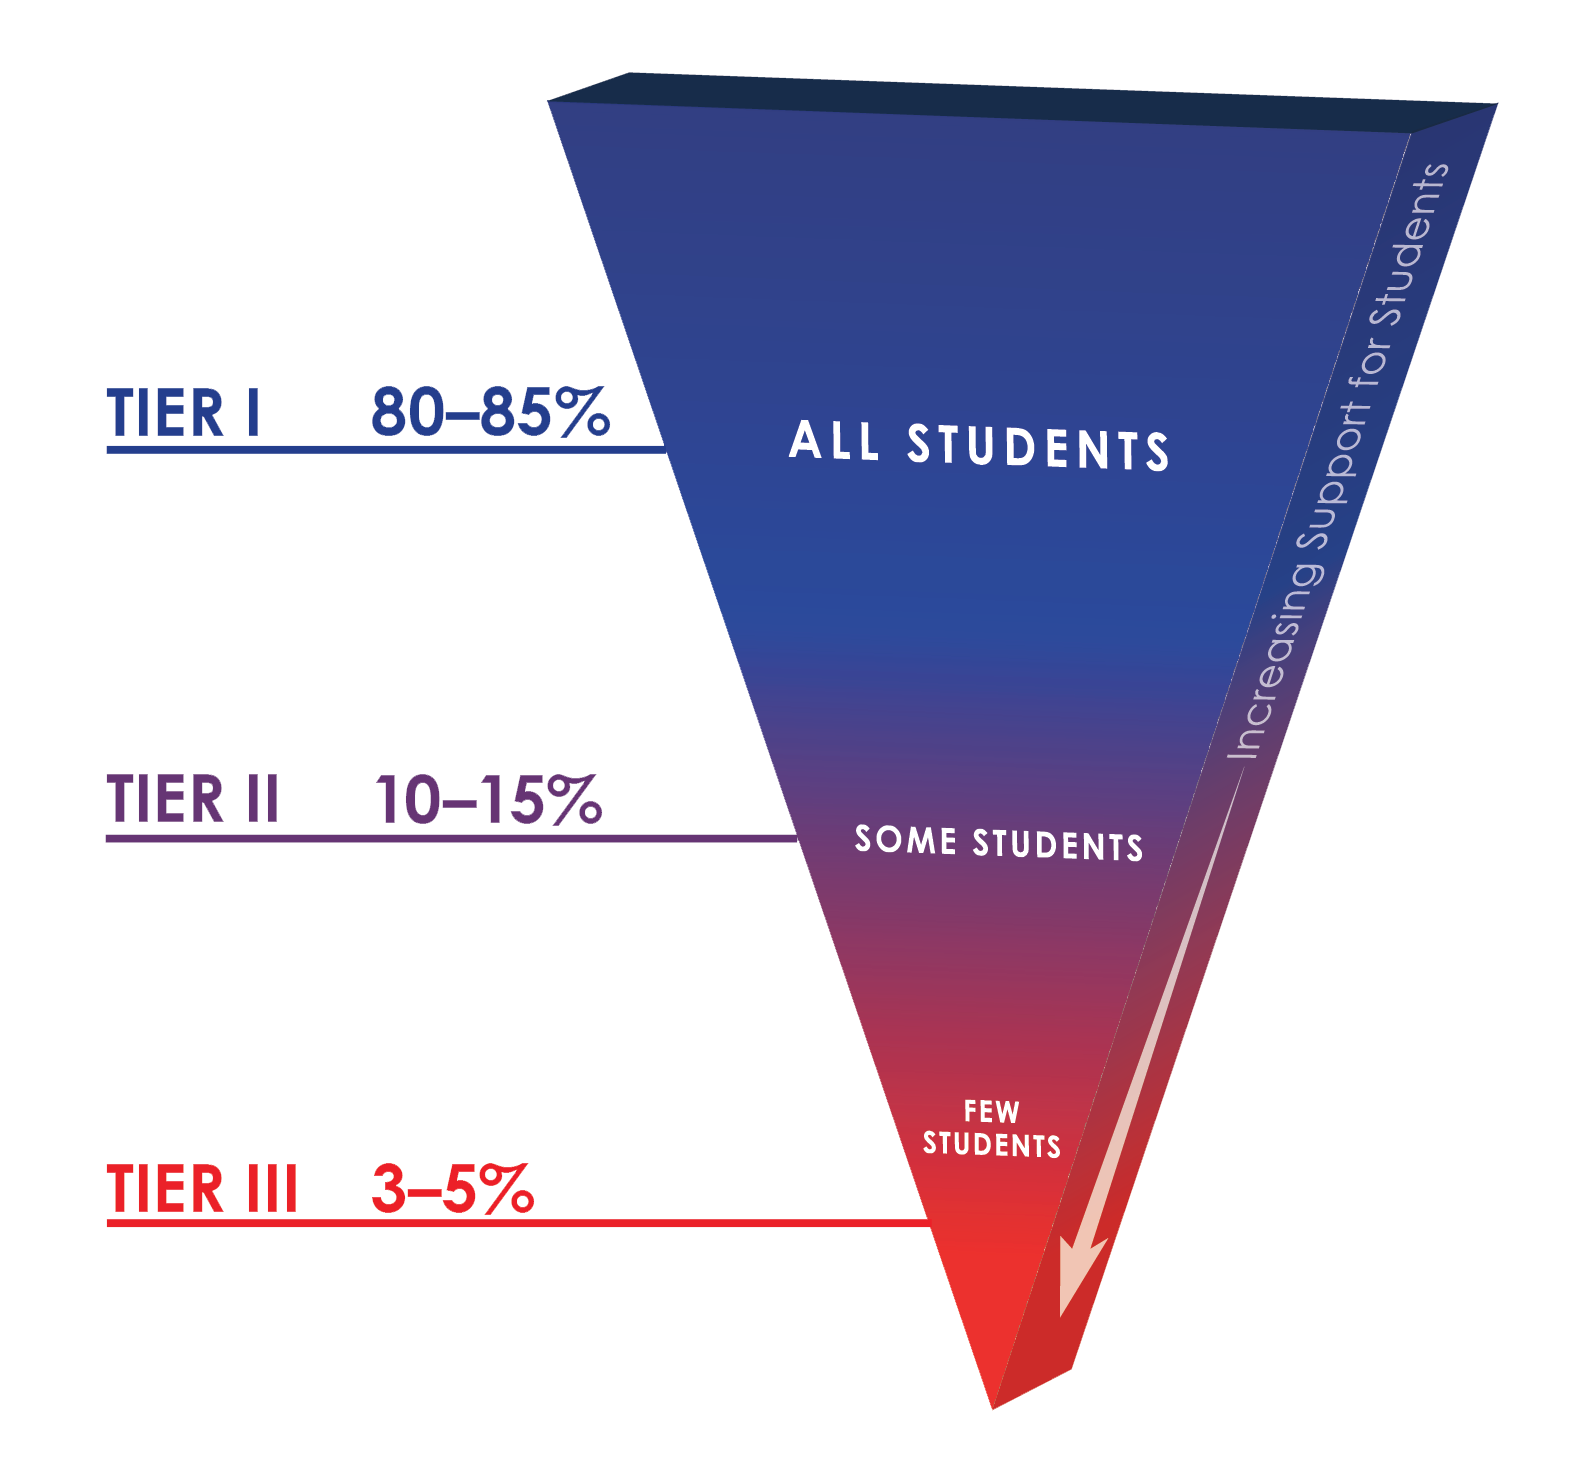 TIER I 80–85%
ALL STUDENTS
Increasing Support for Students
TIER II 10–15%
SOME STUDENTS
FEW
STUDENTS
TIER III 3–5%